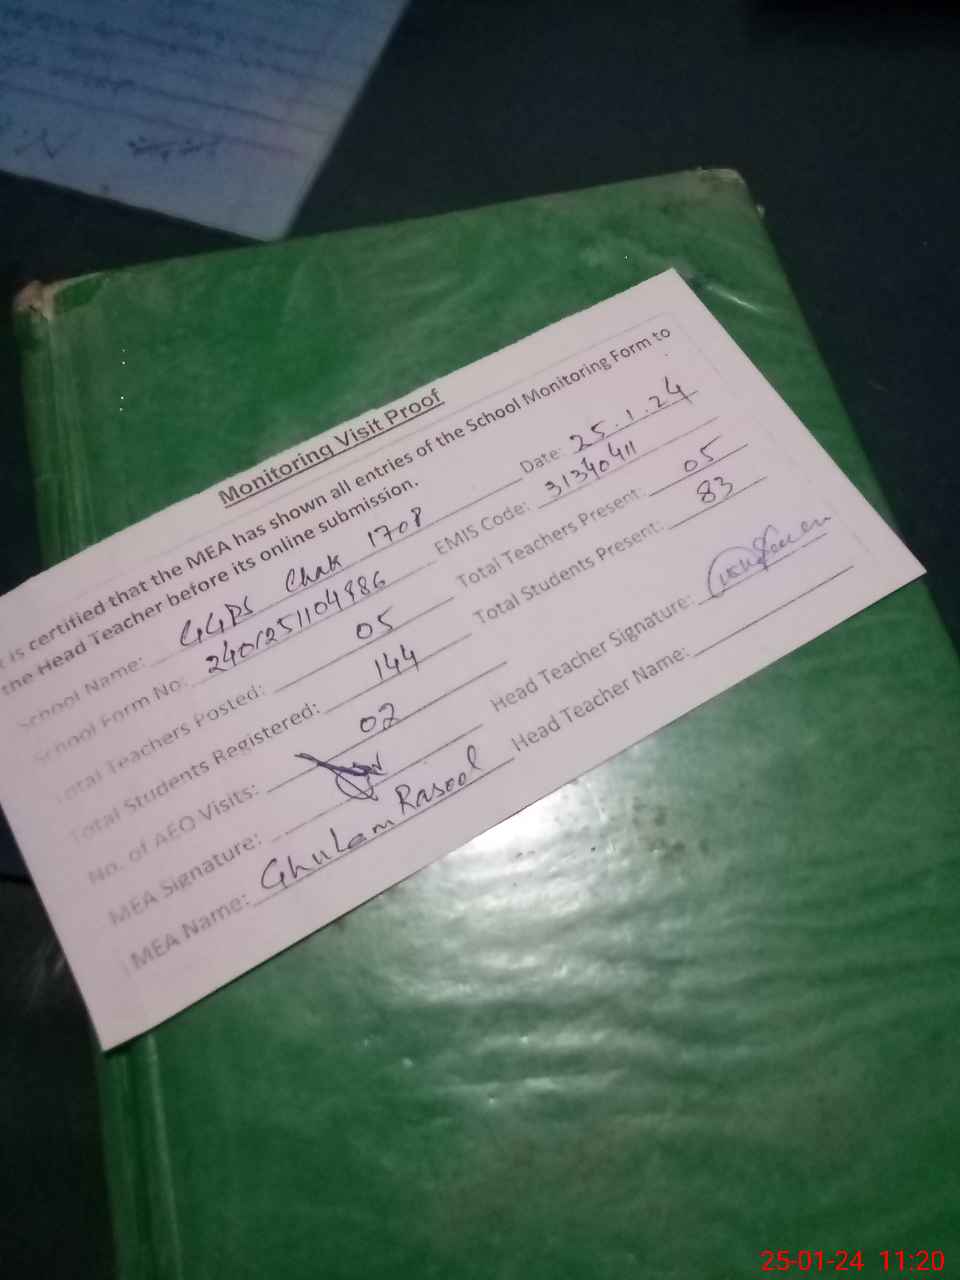 Monitoring Visit Proof
is certified that the MEA has shown all entries of the School Monitoring Form to
the Head Teacher before its online submission.
School Name: GGPS Chak 170P Date: 25.1.24
School Form No: EMIS Code: 31340411
Total Teachers Posted: 05 Total Teachers Present: 05
Total Students Registered: 144 Total Students Present: 83
No. of AEO Visits: 02
MEA Signature: Head Teacher Signature:
MEA Name: Ghulam Rasool Head Teacher Name:
25-01-24 11:20